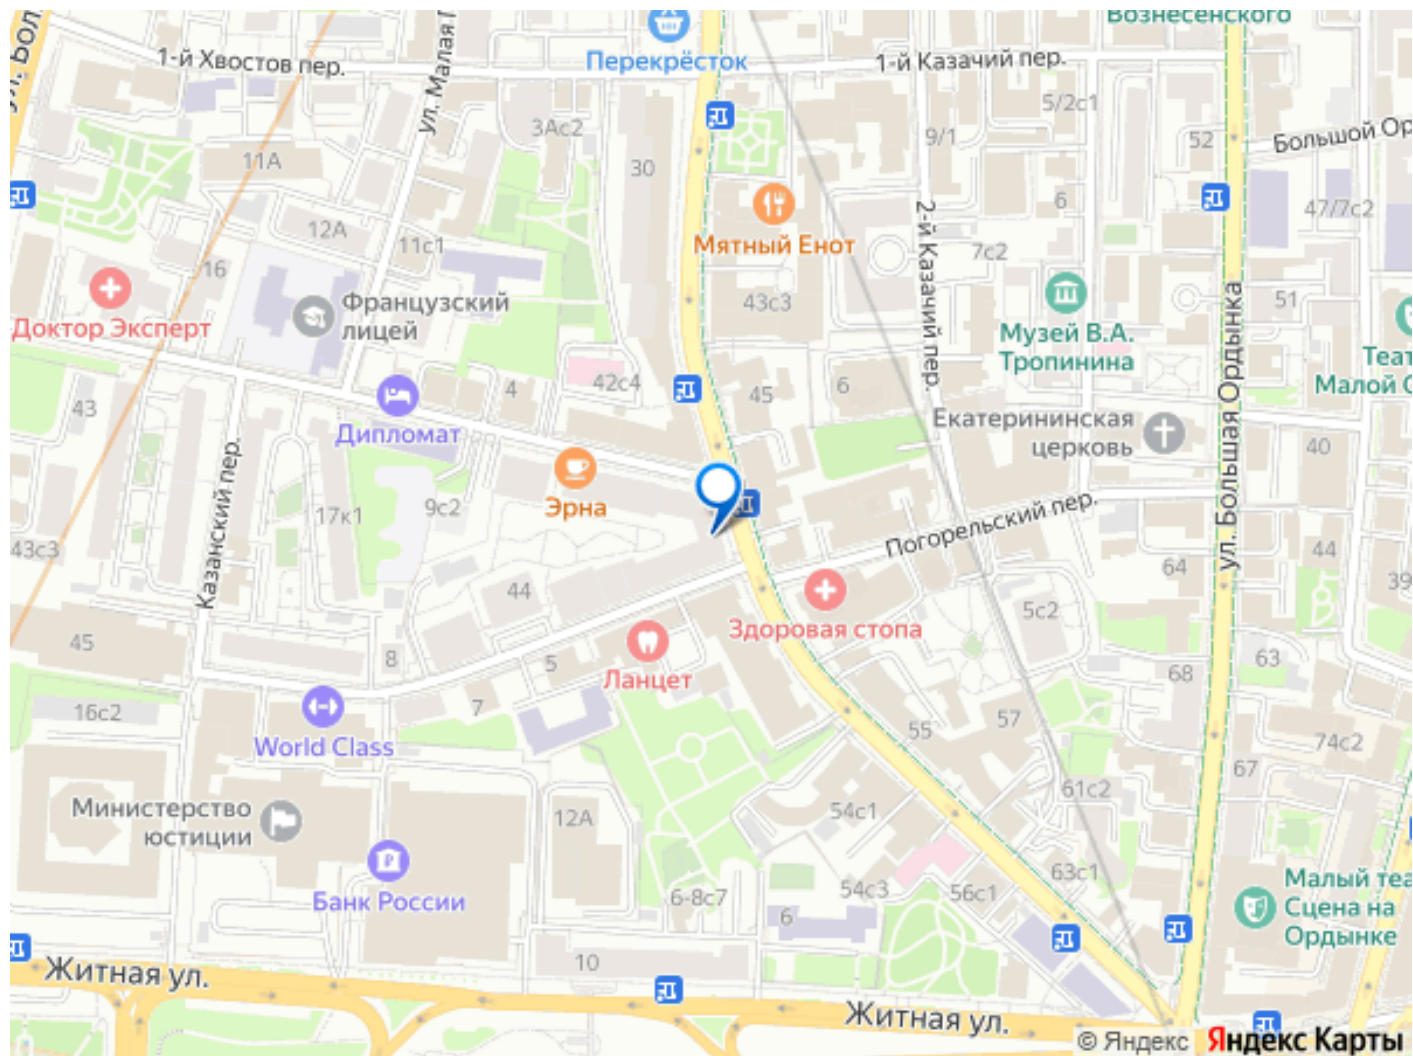 Вознесенского
ул. Бол
1-й Хвостов пер.
ул. Малая
Перекрёсток
1-й Казачий пер.
5/2с1
3Ас2
9/1
52
Большой Ор
11А
30
6
47/7с2
12А
11с1
Мятный Енот
2-й Казачий пер.
7с2
16
Французский
лицей
43с3
51
Доктор Эксперт
Музей В.А.
Тропинина
ул. Большая Ордынка
Теат
Малой О
42с4
4
45
6
43
Дипломат
Екатерининская
церковь
40
Казанский пер.
Эрна
9с2
17к1
Погорельский пер.
43с3
44
64
39
44
5с2
Здоровая стопа
45
8
5
Ланцет
63
68
16с2
7
World Class
55
57
74с2
67
61с2
Министерство
юстиции
12А
54с1
Банк России
6-8с7
54с3
56с1
63с1
6
Малый теа
Сцена на
Ордынке
Житная ул.
10
Житная ул.
© Яндекс Яндекс Карты